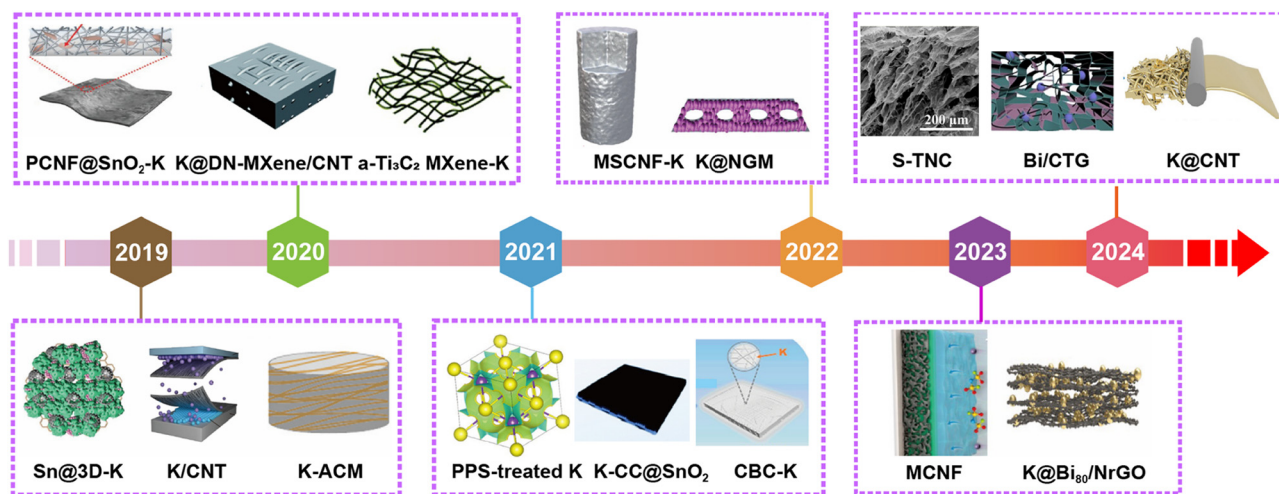 200 μm
K
PCNF@SnO₂-K K@DN-MXene/CNT a-Ti₃C₂ MXene-K
MSCNF-K K@NGM
S-TNC Bi/CTG K@CNT
2019 2020 2021 2022 2023 2024
Sn@3D-K K/CNT K-ACM
PPS-treated K K-CC@SnO₂ CBC-K
MCNF K@Bi₈₀/NrGO